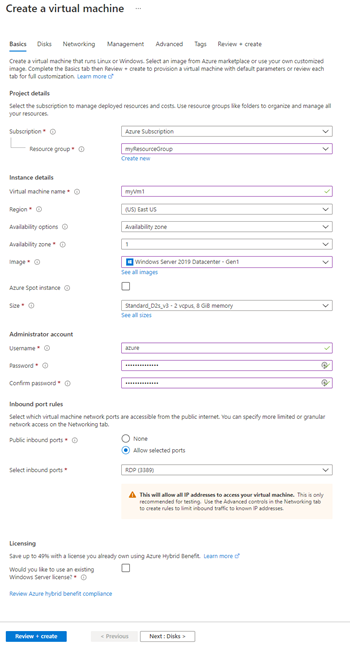 Create a virtual machine ...
Basics Disks Networking Management Advanced Tags Review + create
Create a virtual machine that runs Linux or Windows. Select an image from Azure marketplace or use your own customized
image. Complete the Basics tab then Review + create to provision a virtual machine with default parameters or review each
tab for full customization. Learn more
Project details
Select the subscription to manage deployed resources and costs. Use resource groups like folders to organize and manage all
your resources.
Subscription *
Azure Subscription
Resource group *
myResourceGroup
Create new
Instance details
Virtual machine name *
myVm1
Region *
(US) East US
Availability options
Availability zone
Availability zone *
1
Image *
Windows Server 2019 Datacenter - Gen1
See all images
Azure Spot instance
Size *
Standard_D2s_v3 - 2 vcpus, 8 GiB memory
See all sizes
Administrator account
Username *
azure
Password *
••••••••••••••
Confirm password *
••••••••••••••
Inbound port rules
Select which virtual machine network ports are accessible from the public internet. You can specify more limited or granular
network access on the Networking tab.
Public inbound ports *
None
Allow selected ports
Select inbound ports *
RDP (3389)
This will allow all IP addresses to access your virtual machine. This is only
recommended for testing. Use the Advanced controls in the Networking tab
to create rules to limit inbound traffic to known IP addresses.
Licensing
Save up to 49% with a license you already own using Azure Hybrid Benefit. Learn more
Would you like to use an existing
Windows Server license? *
Review Azure hybrid benefit compliance
Review + create
< Previous
Next : Disks >